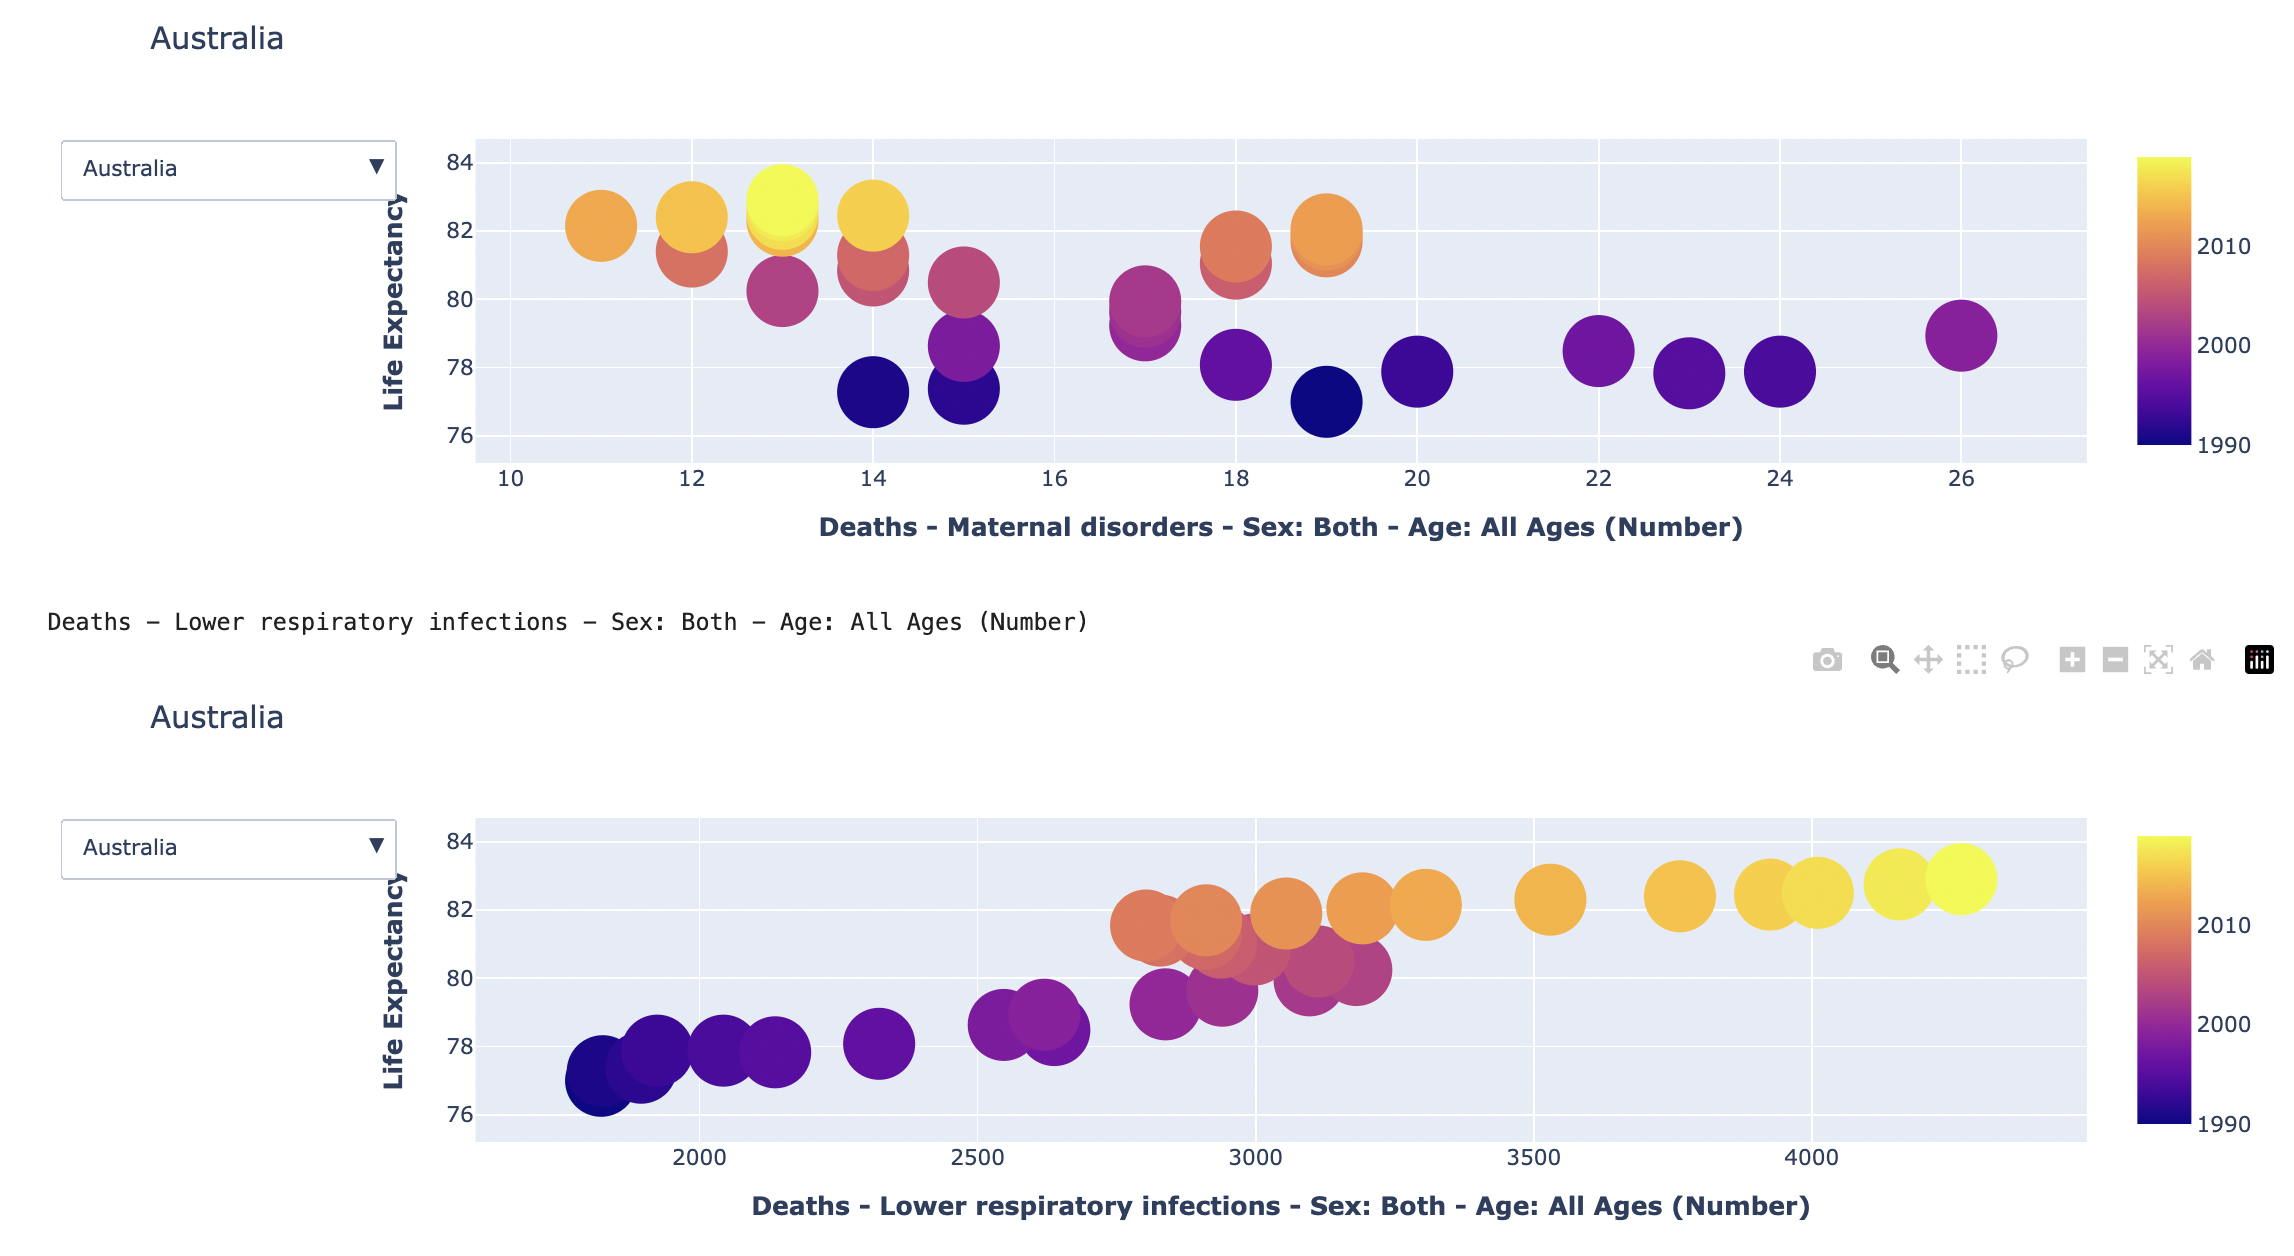 Australia
Australia ▼
Life Expectancy
84
82
80
78
76
10 12 14 16 18 20 22 24 26
Deaths - Maternal disorders - Sex: Both - Age: All Ages (Number)
2010
2000
1990
Deaths - Lower respiratory infections - Sex: Both - Age: All Ages (Number)
Australia
Australia ▼
Life Expectancy
84
82
80
78
76
2000 2500 3000 3500 4000
Deaths - Lower respiratory infections - Sex: Both - Age: All Ages (Number)
2010
2000
1990